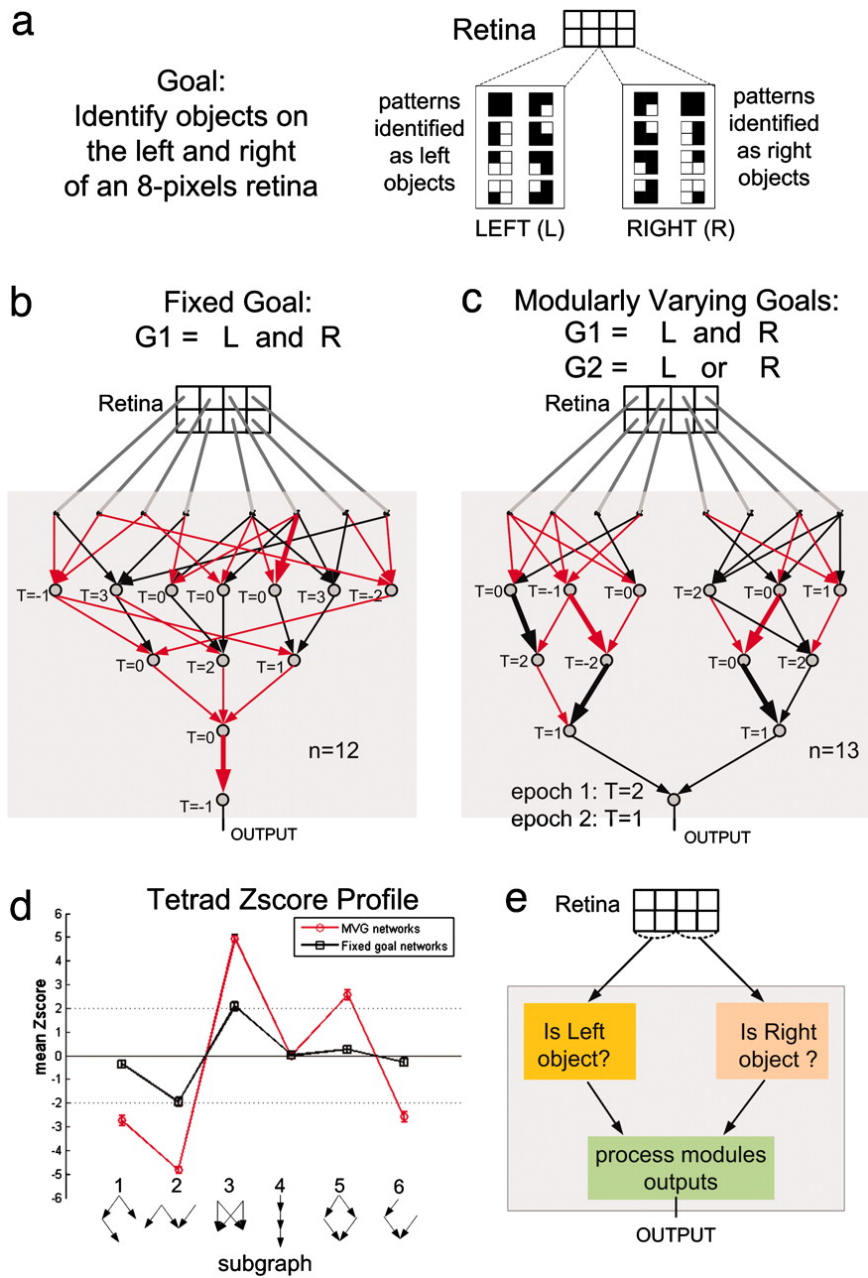 a
Retina
Goal:
Identify objects on
the left and right
of an 8-pixels retina
patterns
identified
as left
objects
patterns
identified
as right
objects
LEFT (L)
RIGHT (R)
b
Fixed Goal:
G1 = L and R
Retina
T=-1
T=3
T=0
T=0
T=0
T=3
T=-2
T=0
T=2
T=1
T=0
n=12
T=-1
OUTPUT
c
Modularly Varying Goals:
G1 = L and R
G2 = L or R
Retina
T=0
T=-1
T=0
T=2
T=0
T=1
T=2
T=-2
T=0
T=2
T=1
T=1
n=13
epoch 1: T=2
epoch 2: T=1
OUTPUT
d
Tetrad Zscore Profile
MVG networks
Fixed goal networks
mean Zscore
6
5
4
3
2
1
0
-1
-2
-3
-4
-5
-6
1 2 3 4 5 6
subgraph
e
Retina
Is Left
object?
Is Right
object ?
process modules
outputs
OUTPUT